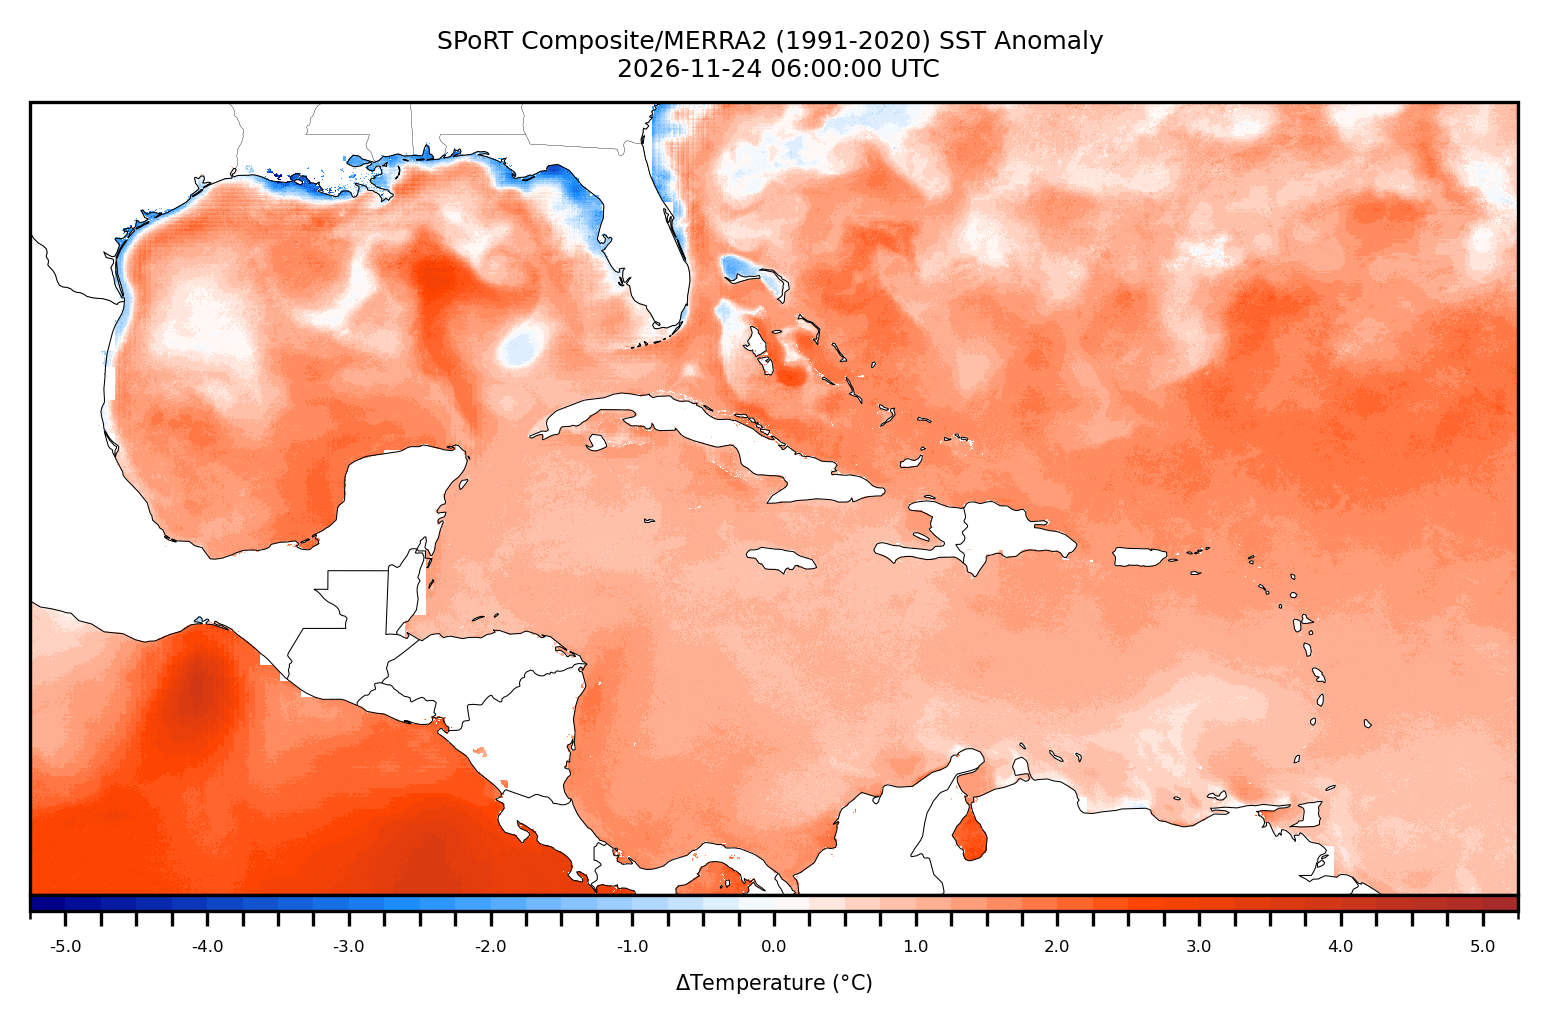 SPoRT Composite/MERRA2 (1991-2020) SST Anomaly
2026-11-24 06:00:00 UTC
-5.0 -4.0 -3.0 -2.0 -1.0 0.0 1.0 2.0 3.0 4.0 5.0
ΔTemperature (°C)